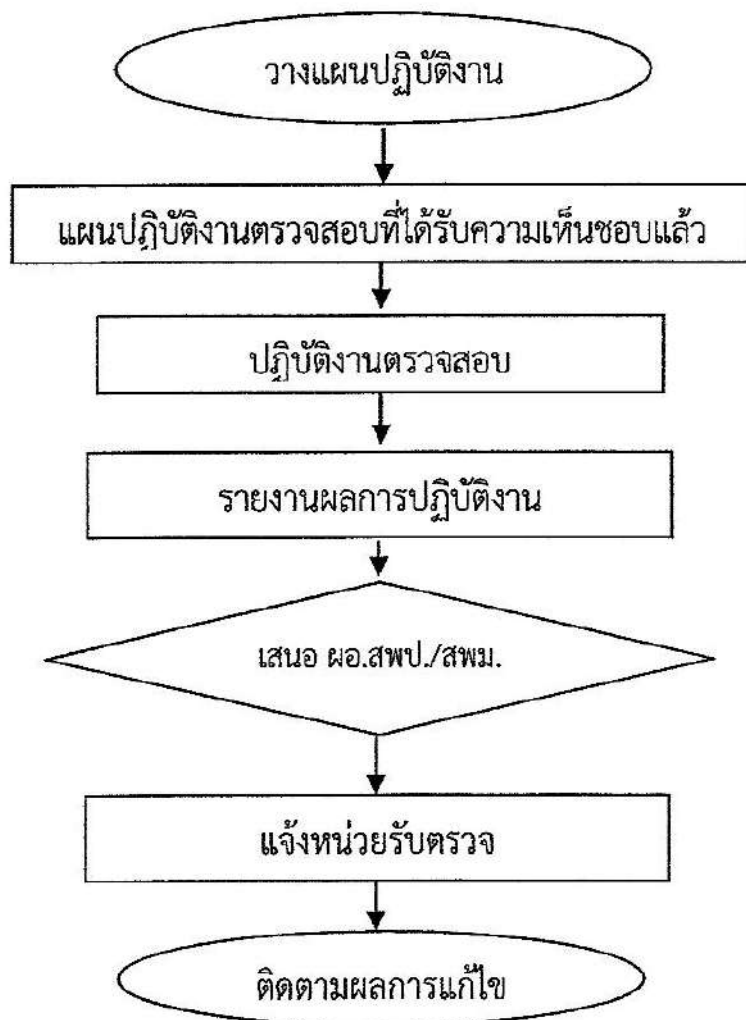 วางแผนปฏิบัติงาน
แผนปฏิบัติงานตรวจสอบที่ได้รับความเห็นชอบแล้ว
ปฏิบัติงานตรวจสอบ
รายงานผลการปฏิบัติงาน
เสนอ ผอ.สพป./สพม.
แจ้งหน่วยรับตรวจ
ติดตามผลการแก้ไข